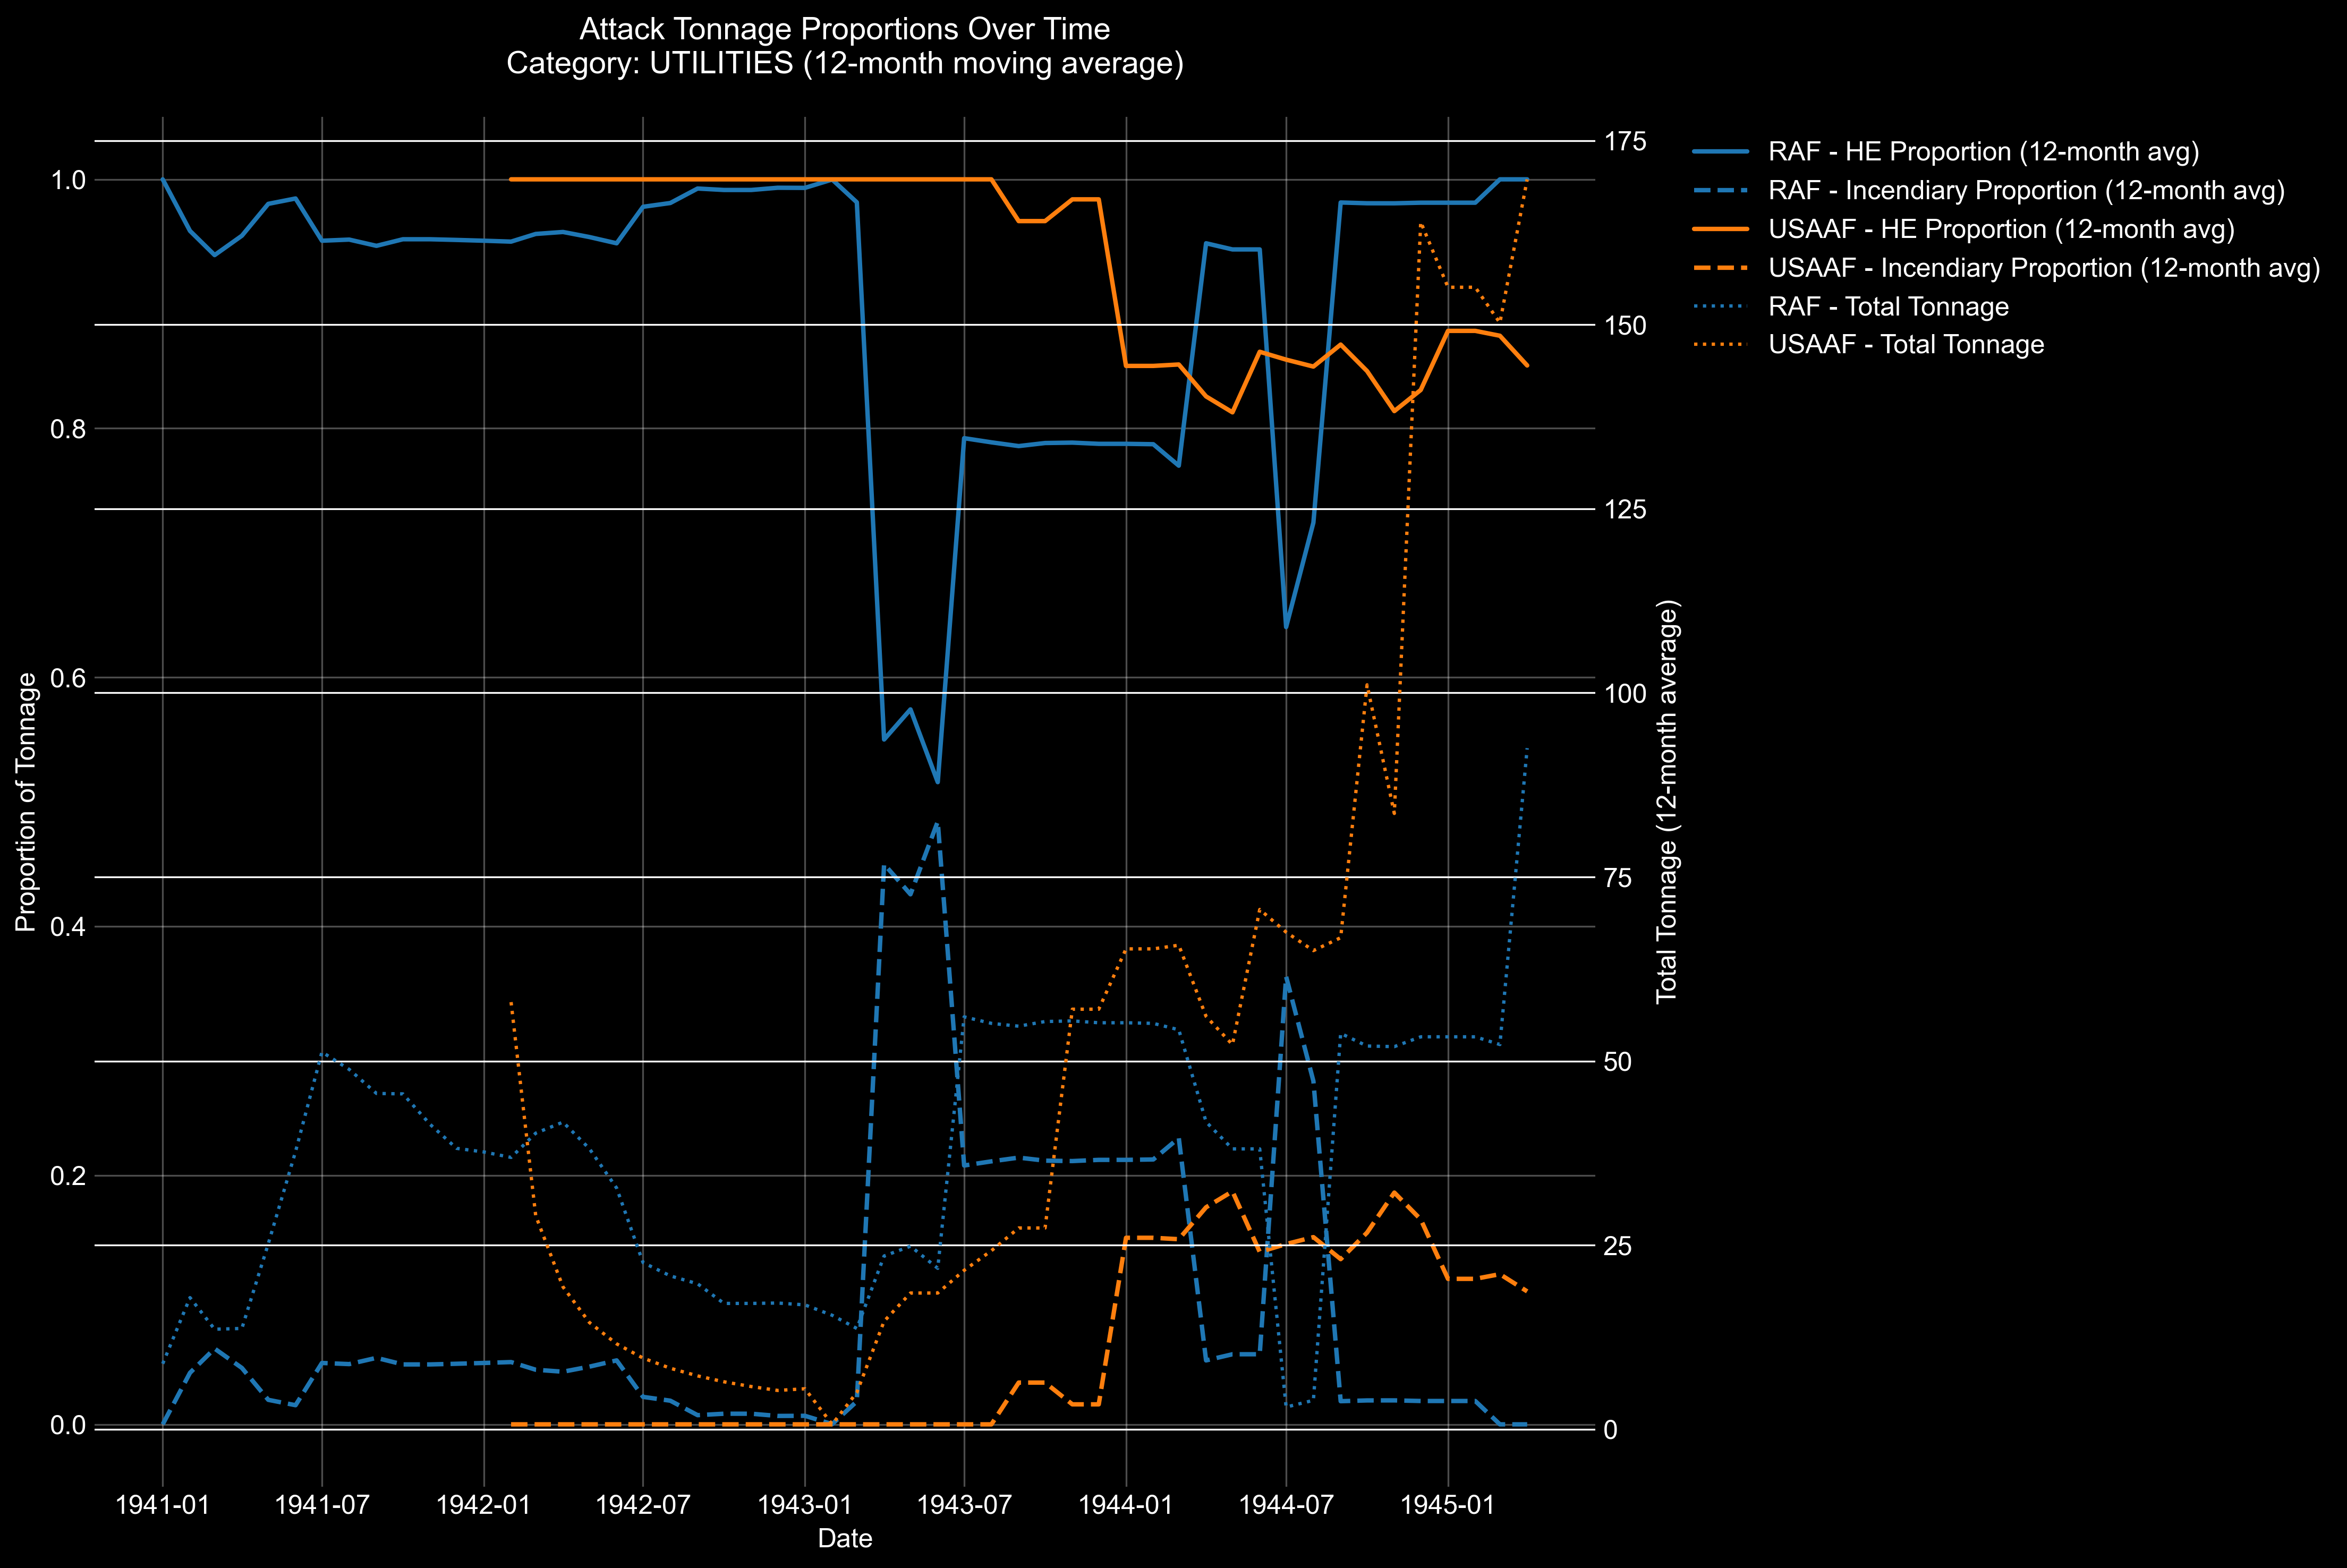 Attack Tonnage Proportions Over Time
Category: UTILITIES (12-month moving average)
RAF - HE Proportion (12-month avg)
RAF - Incendiary Proportion (12-month avg)
USAAF - HE Proportion (12-month avg)
USAAF - Incendiary Proportion (12-month avg)
RAF - Total Tonnage
USAAF - Total Tonnage
Proportion of Tonnage
1.0
0.8
0.6
0.4
0.2
0.0
175
150
125
100
75
50
25
0
Total Tonnage (12-month average)
1941-01
1941-07
1942-01
1942-07
1943-01
1943-07
1944-01
1944-07
1945-01
Date